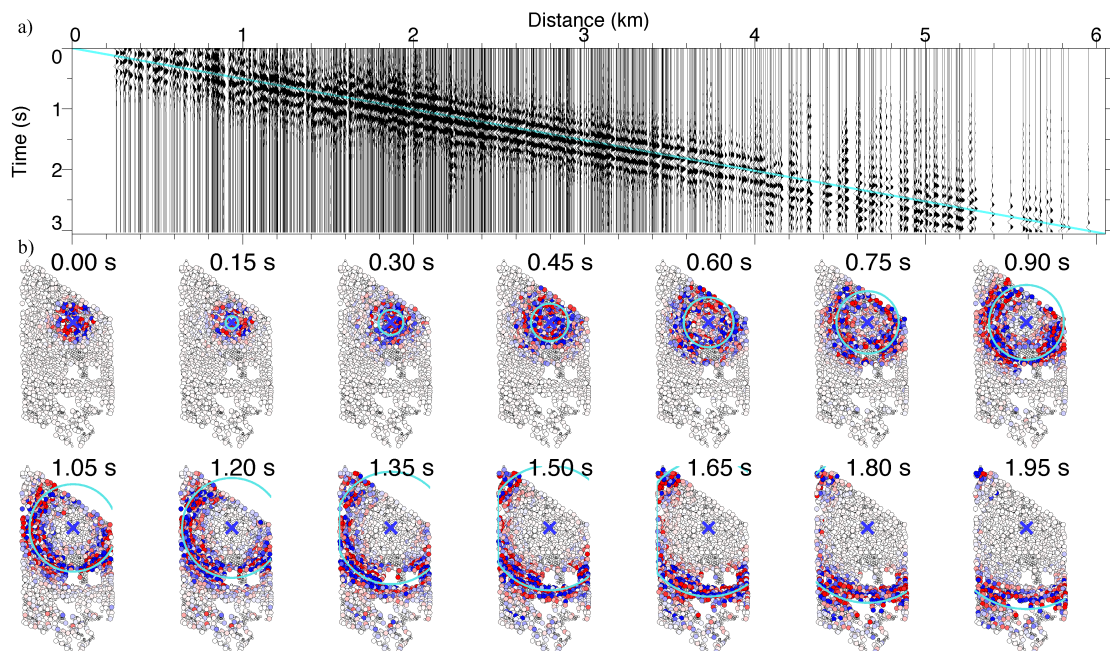 a)
Distance (km)
0 1 2 3 4 5 6
Time (s)
0
1
2
3
b)
0.00 s 0.15 s 0.30 s 0.45 s 0.60 s 0.75 s 0.90 s
1.05 s 1.20 s 1.35 s 1.50 s 1.65 s 1.80 s 1.95 s